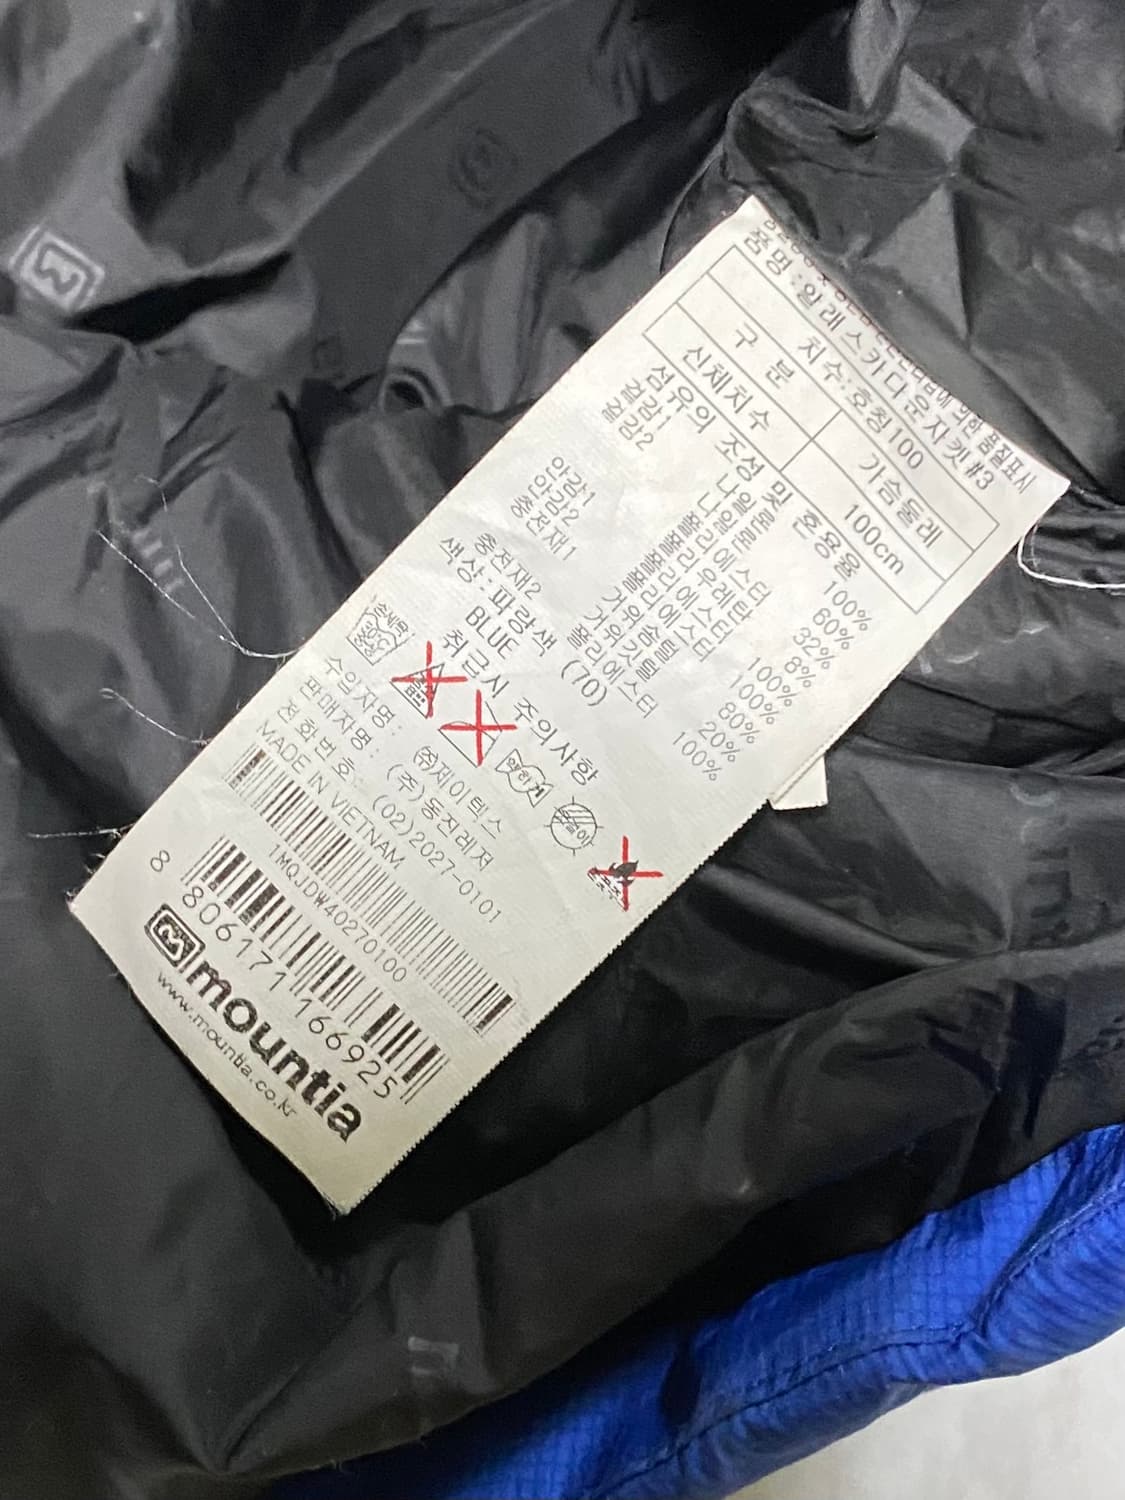 품명 : 알래스카다운자켓#3
치수 : 호칭100
구 분 가슴둘레
신체치수 100cm
섬유의 조성 및 혼용율
겉감1 나일론 100%
겉감2 나일론 60%
폴리에스터 32%
폴리우레탄 8%
안감1 폴리에스터 100%
안감2 폴리에스터 100%
충전재1 거위솜털 80%
거위깃털 20%
충전재2 폴리에스터 100%
색상 : 파랑색
BLUE (70)
취급시 주의사항
손세탁
약하게
수입자명 : ㈜제이텍스
판매자명 : (주)동진레저
전화번호 : (02)2027-0101
MADE IN VIETNAM
1MQJDW40270100
8 806171 166925
mountia
www.mountia.co.kr